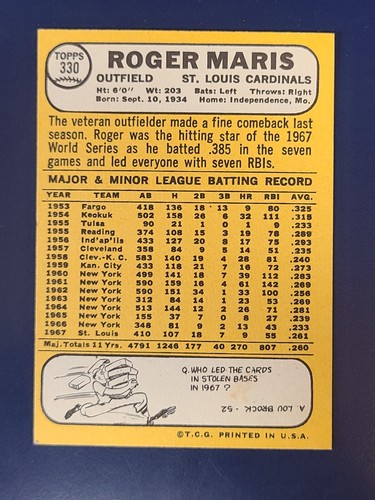 TOPPS
330
ROGER MARIS
OUTFIELD ST. LOUIS CARDINALS
Ht: 6'0" Wt: 203 Bats: Left Throws: Right
Born: Sept. 10, 1934 Home: Independence, Mo.
The veteran outfielder made a fine comeback last
season. Roger was the hitting star of the 1967
World Series as he batted .385 in the seven
games and led everyone with seven RBIs.
MAJOR & MINOR LEAGUE BATTING RECORD
YEAR TEAM AB H 2B 3B HR RBI AVG.
1953 Fargo 418 136 18 13 9 80 .325
1954 Keokuk 502 158 26 6 32 111 .315
1955 Tulsa 90 21 1 0 1 9 .233
1955 Reading 374 108 15 3 19 78 .289
1956 Ind'ap'lis 433 127 20 8 17 75 .293
1957 Cleveland 358 84 9 5 14 51 .235
1958 Clev.-K. C. 583 140 19 4 28 81 .240
1959 Kan. City 433 118 21 7 16 72 .273
1960 New York 499 141 18 7 39 112 .283
1961 New York 590 159 16 4 61 142 .269
1962 New York 590 151 34 1 33 100 .256
1963 New York 312 84 14 1 23 53 .269
1964 New York 513 144 12 2 26 71 .281
1965 New York 155 37 7 0 8 27 .239
1966 New York 348 81 9 2 13 43 .233
1967 St. Louis 410 107 18 7 9 55 .261
Maj. Totals 11 Yrs. 4791 1246 177 40 270 807 .260
Q. WHO LED THE CARDS
IN STOLEN BASES
IN 1967 ?
A. LOU BROCK - 52
© T.C.G. PRINTED IN U.S.A.